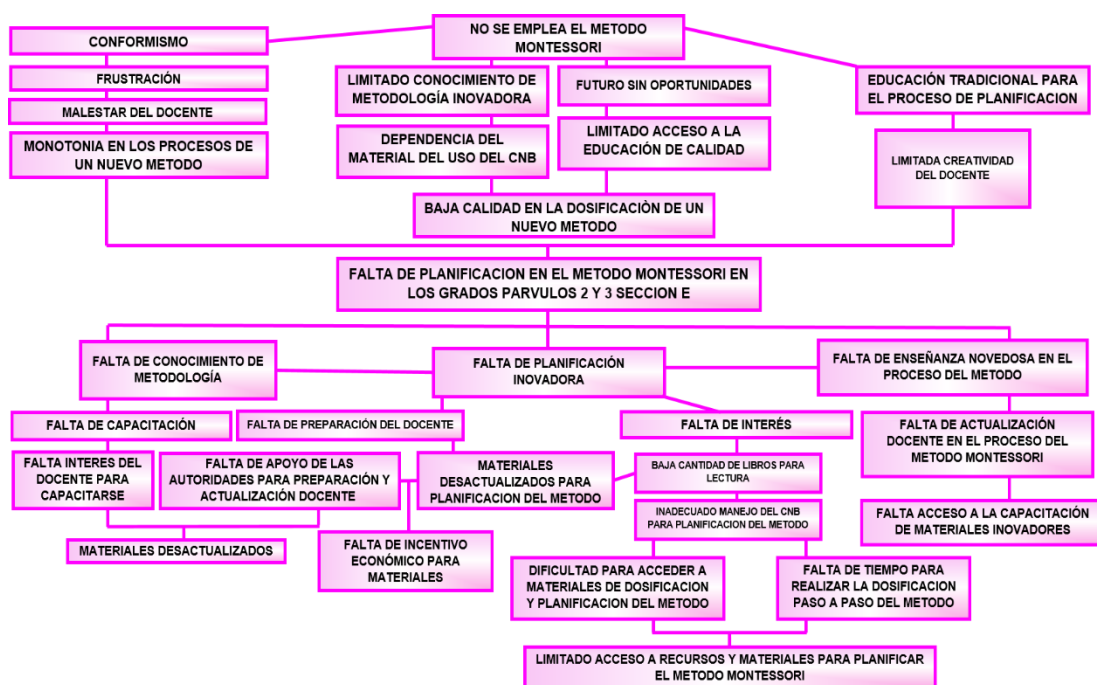 NO SE EMPLEA EL METODO
MONTESSORI
CONFORMISMO
FRUSTRACIÓN
MALESTAR DEL DOCENTE
MONOTONIA EN LOS PROCESOS DE
UN NUEVO METODO
LIMITADO CONOCIMIENTO DE
METODOLOGÍA INOVADORA
DEPENDENCIA DEL
MATERIAL DEL USO DEL CNB
FUTURO SIN OPORTUNIDADES
LIMITADO ACCESO A LA
EDUCACIÓN DE CALIDAD
BAJA CALIDAD EN LA DOSIFICACIÒN DE UN
NUEVO METODO
EDUCACIÓN TRADICIONAL PARA
EL PROCESO DE PLANIFICACION
LIMITADA CREATIVIDAD
DEL DOCENTE
FALTA DE PLANIFICACION EN EL METODO MONTESSORI EN
LOS GRADOS PARVULOS 2 Y 3 SECCION E
FALTA DE CONOCIMIENTO DE
METODOLOGÍA
FALTA DE PLANIFICACIÓN
INOVADORA
FALTA DE ENSEÑANZA NOVEDOSA EN EL
PROCESO DEL METODO
FALTA DE CAPACITACIÓN
FALTA DE PREPARACIÓN DEL DOCENTE
FALTA DE INTERÉS
FALTA DE ACTUALIZACIÓN
DOCENTE EN EL PROCESO DEL
METODO MONTESSORI
FALTA INTERES DEL
DOCENTE PARA
CAPACITARSE
FALTA DE APOYO DE LAS
AUTORIDADES PARA PREPARACIÓN Y
ACTUALIZACIÓN DOCENTE
MATERIALES
DESACTUALIZADOS PARA
PLANIFICACION DEL METODO
BAJA CANTIDAD DE LIBROS PARA
LECTURA
INADECUADO MANEJO DEL CNB
PARA PLANIFICACION DEL METODO
FALTA ACCESO A LA CAPACITACIÓN
DE MATERIALES INOVADORES
MATERIALES DESACTUALIZADOS
FALTA DE INCENTIVO
ECONÓMICO PARA
MATERIALES
DIFICULTAD PARA ACCEDER A
MATERIALES DE DOSIFICACION
Y PLANIFICACION DEL METODO
FALTA DE TIEMPO PARA
REALIZAR LA DOSIFICACION
PASO A PASO DEL METODO
LIMITADO ACCESO A RECURSOS Y MATERIALES PARA PLANIFICAR
EL METODO MONTESSORI